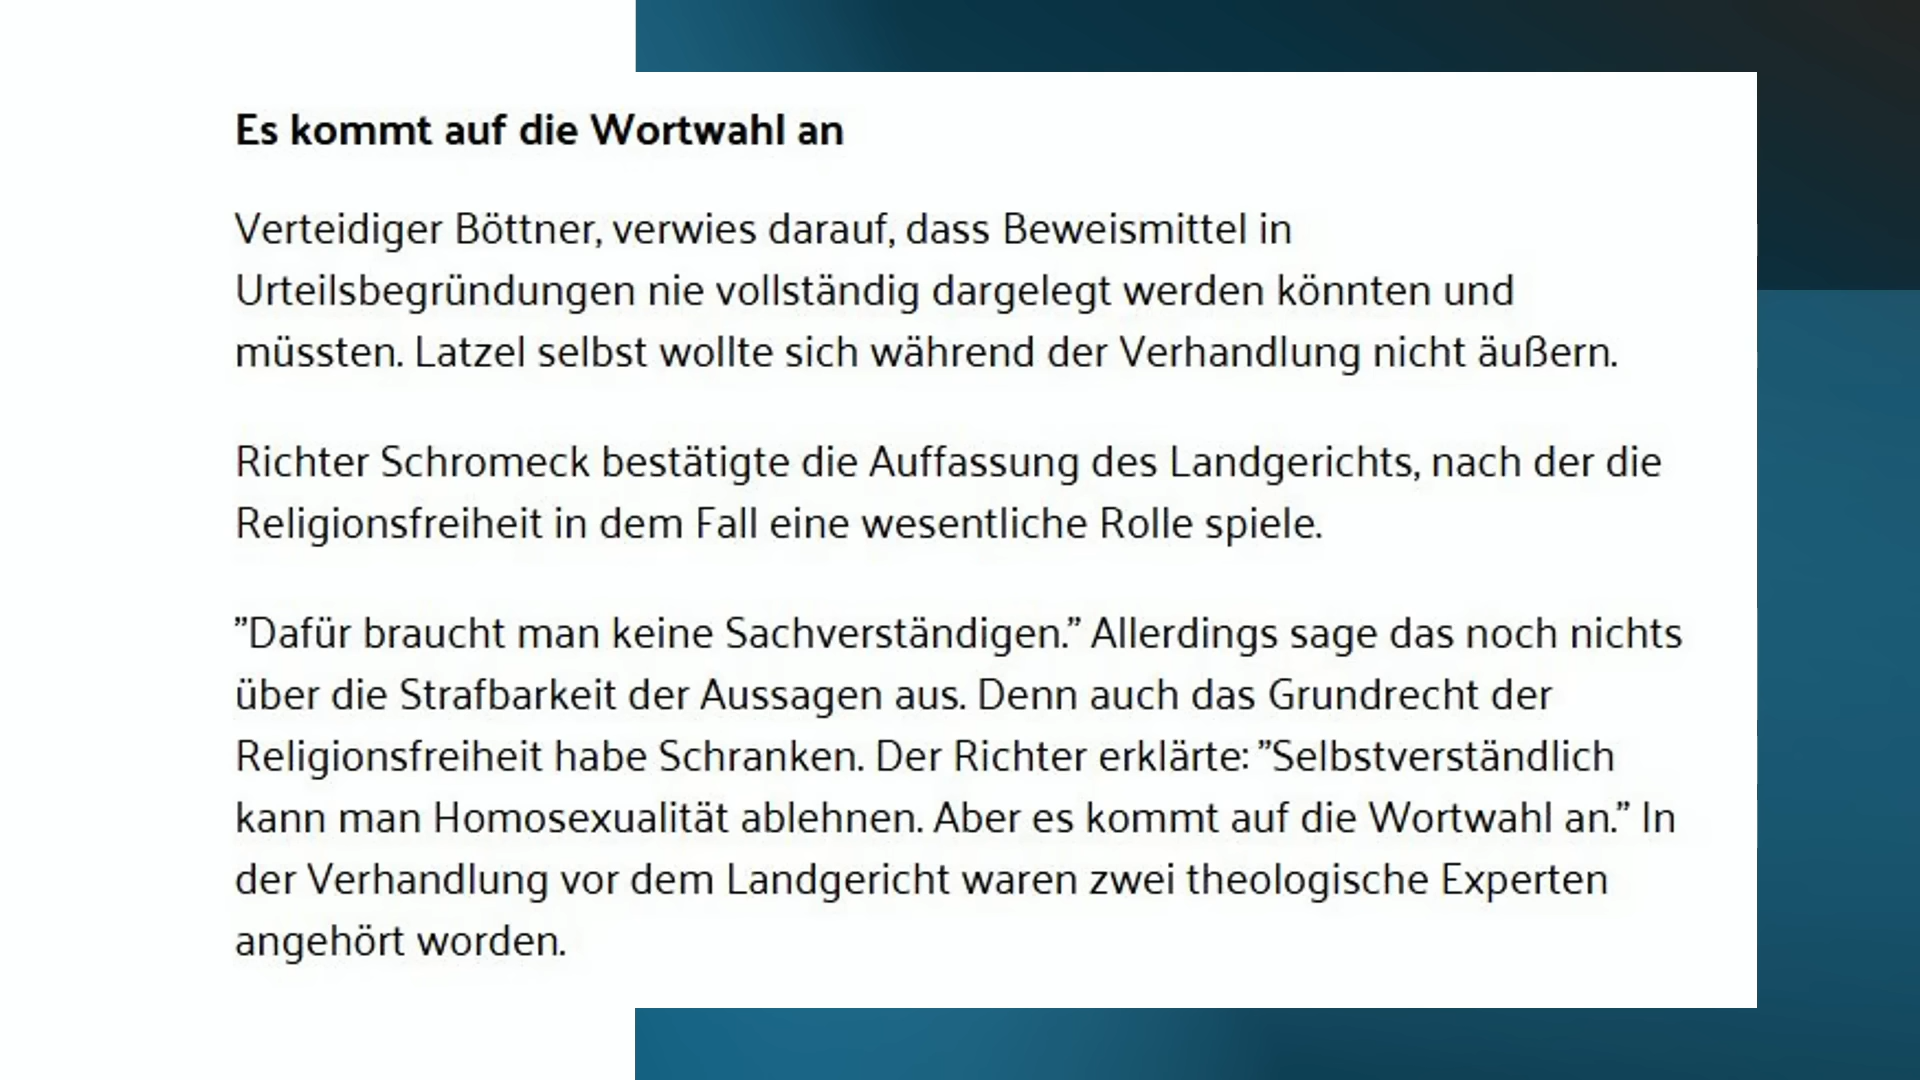 Es kommt auf die Wortwahl an
Verteidiger Böttner, verwies darauf, dass Beweismittel in
Urteilsbegründungen nie vollständig dargelegt werden könnten und
müssten. Latzel selbst wollte sich während der Verhandlung nicht äußern.
Richter Schromeck bestätigte die Auffassung des Landgerichts, nach der die
Religionsfreiheit in dem Fall eine wesentliche Rolle spiele.
”Dafür braucht man keine Sachverständigen.” Allerdings sage das noch nichts
über die Strafbarkeit der Aussagen aus. Denn auch das Grundrecht der
Religionsfreiheit habe Schranken. Der Richter erklärte: ”Selbstverständlich
kann man Homosexualität ablehnen. Aber es kommt auf die Wortwahl an.” In
der Verhandlung vor dem Landgericht waren zwei theologische Experten
angehört worden.